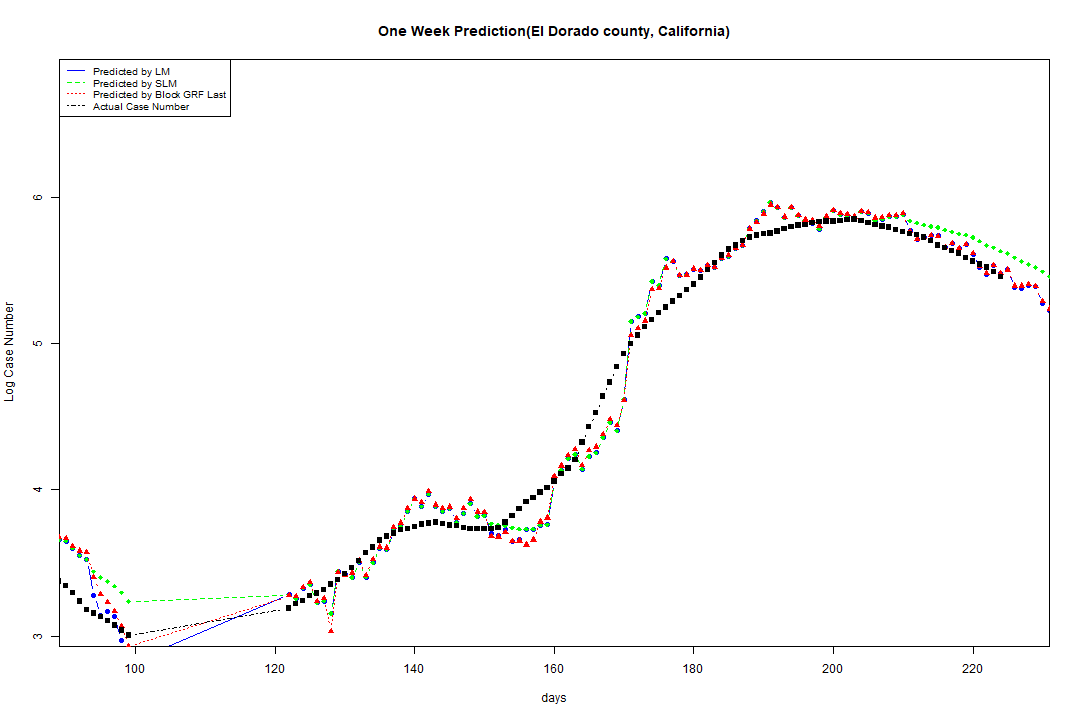 One Week Prediction(El Dorado county, California)
Predicted by LM
Predicted by SLM
Predicted by Block GRF Last
Actual Case Number
6
5
4
3
Log Case Number
100 120 140 160 180 200 220
days